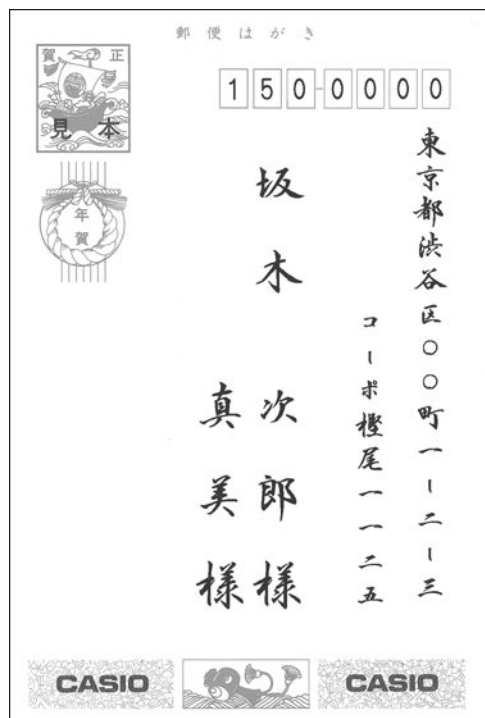 郵便はがき
賀正
見本
年賀
150-0000
東京都渋谷区〇〇町一ー二ー三
コーポ樫尾一一二五
坂木 次郎様
真美様
CASIO
CASIO